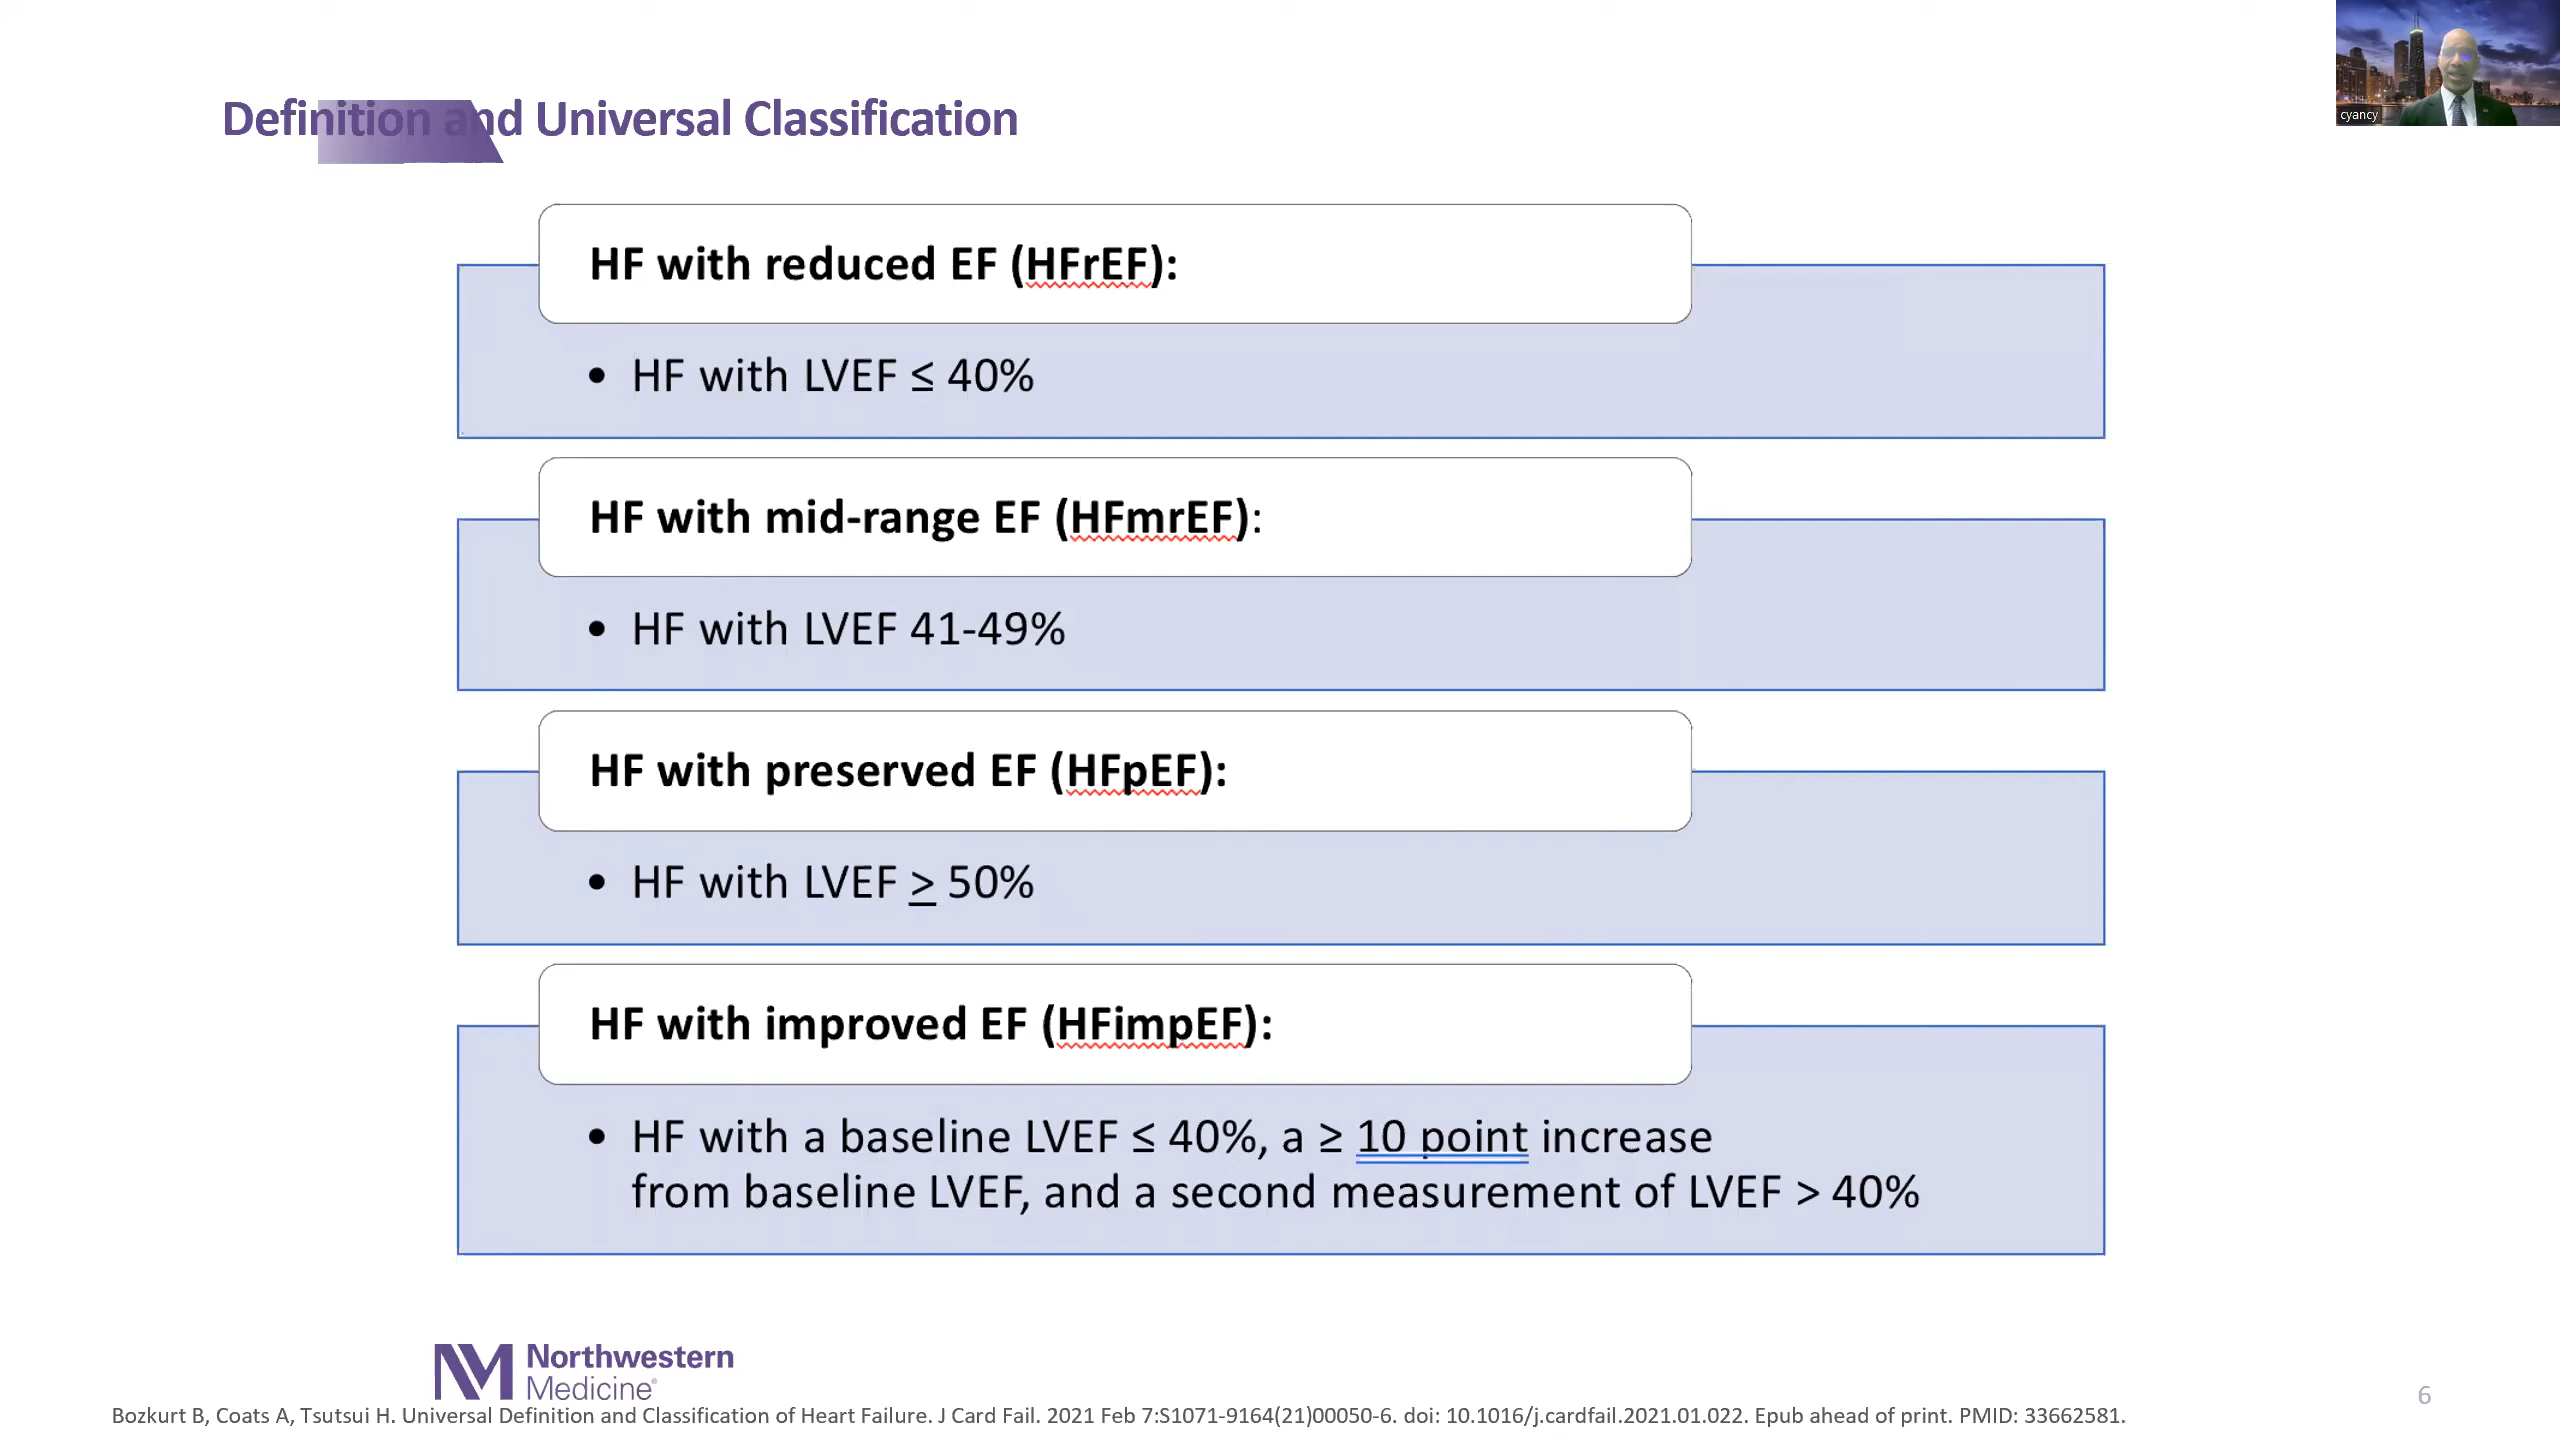 cyancy
Definition and Universal Classification
HF with reduced EF (HFrEF):
• HF with LVEF ≤ 40%
HF with mid-range EF (HFmrEF):
• HF with LVEF 41-49%
HF with preserved EF (HFpEF):
• HF with LVEF ≥ 50%
HF with improved EF (HFimpEF):
• HF with a baseline LVEF ≤ 40%, a ≥ 10 point increase
from baseline LVEF, and a second measurement of LVEF > 40%
Northwestern
Medicine®
6
Bozkurt B, Coats A, Tsutsui H. Universal Definition and Classification of Heart Failure. J Card Fail. 2021 Feb 7:S1071-9164(21)00050-6. doi: 10.1016/j.cardfail.2021.01.022. Epub ahead of print. PMID: 33662581.